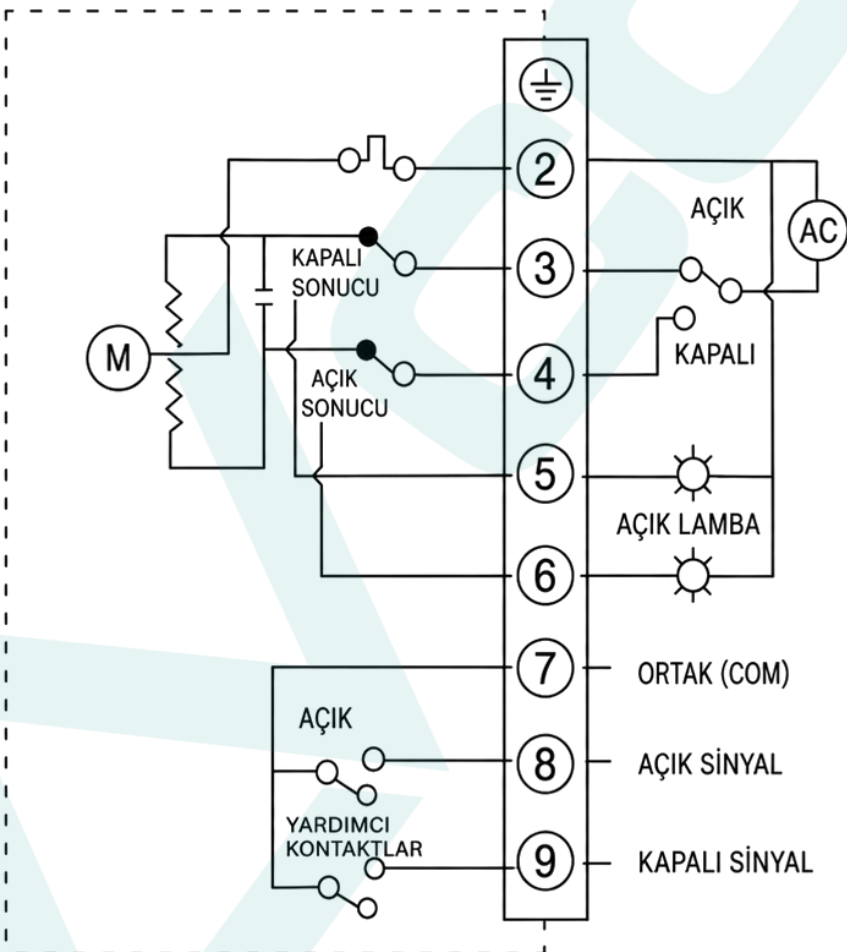 2
AÇIK
AC
KAPALI
SONUCU
3
M
KAPALI
AÇIK
SONUCU
4
5
AÇIK LAMBA
6
7
ORTAK (COM)
AÇIK
8
AÇIK SİNYAL
YARDIMCI
KONTAKTLAR
9
KAPALI SİNYAL